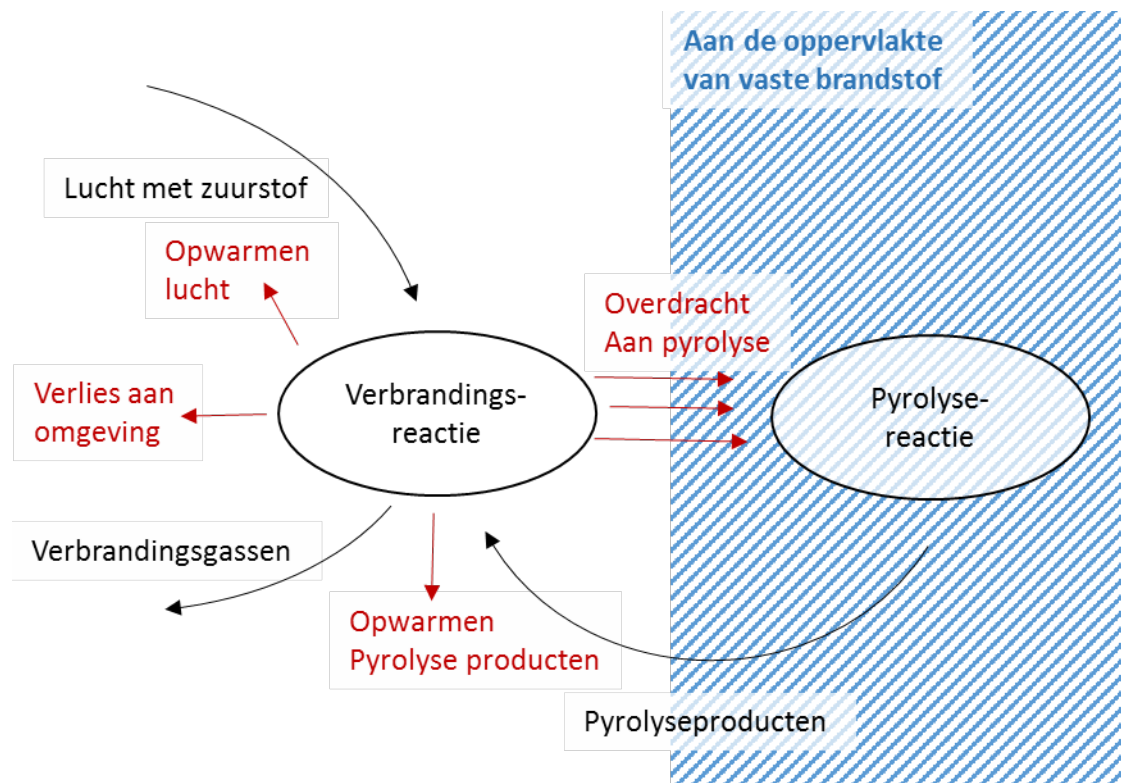 Aan de oppervlakte
van vaste brandstof
Lucht met zuurstof
Opwarmen
lucht
Overdracht
Aan pyrolyse
Verlies aan
omgeving
Verbrandings-
reactie
Pyrolyse-
reactie
Verbrandingsgassen
Opwarmen
Pyrolyse producten
Pyrolyseproducten